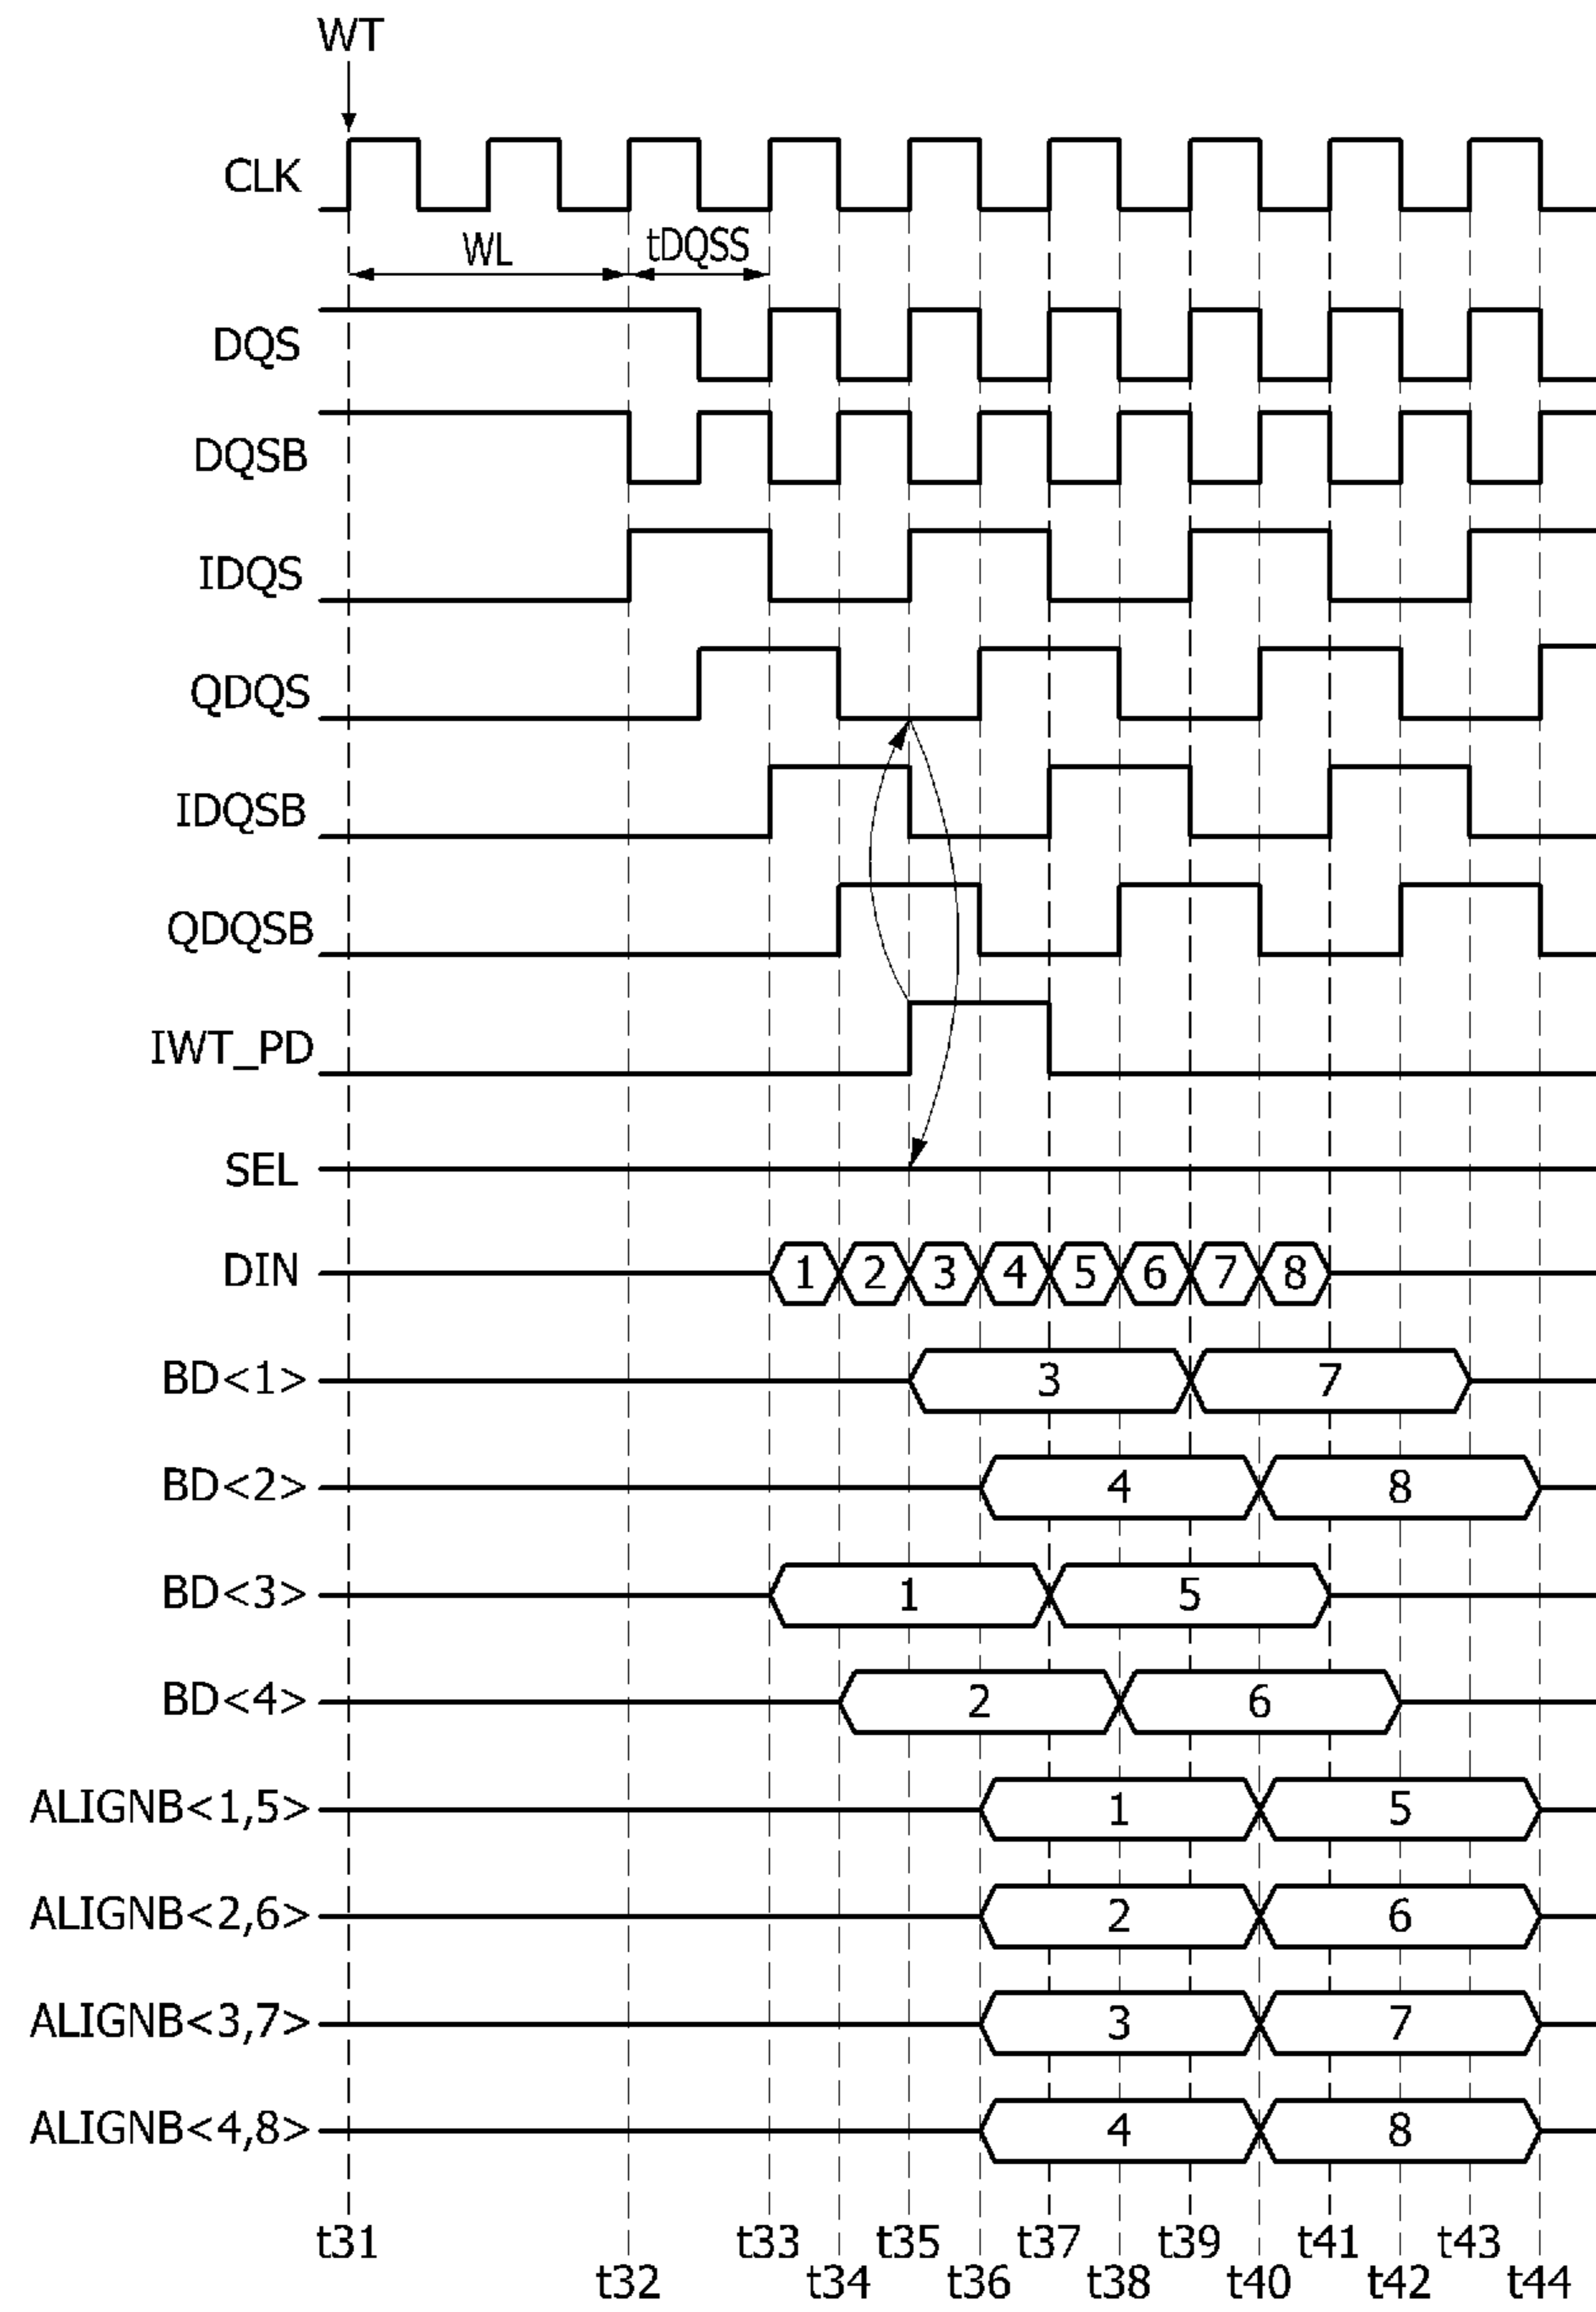 WT
CLK
WL tDQSS
DQS
DQSB
IDQS
QDQS
IDQSB
QDQSB
IWT_PD
SEL
DIN 1 2 3 4 5 6 7 8
BD<1> 3 7
BD<2> 4 8
BD<3> 1 5
BD<4> 2 6
ALIGNB<1,5> 1 5
ALIGNB<2,6> 2 6
ALIGNB<3,7> 3 7
ALIGNB<4,8> 4 8
t31 t33 t35 t37 t39 t41 t43
t32 t34 t36 t38 t40 t42 t44